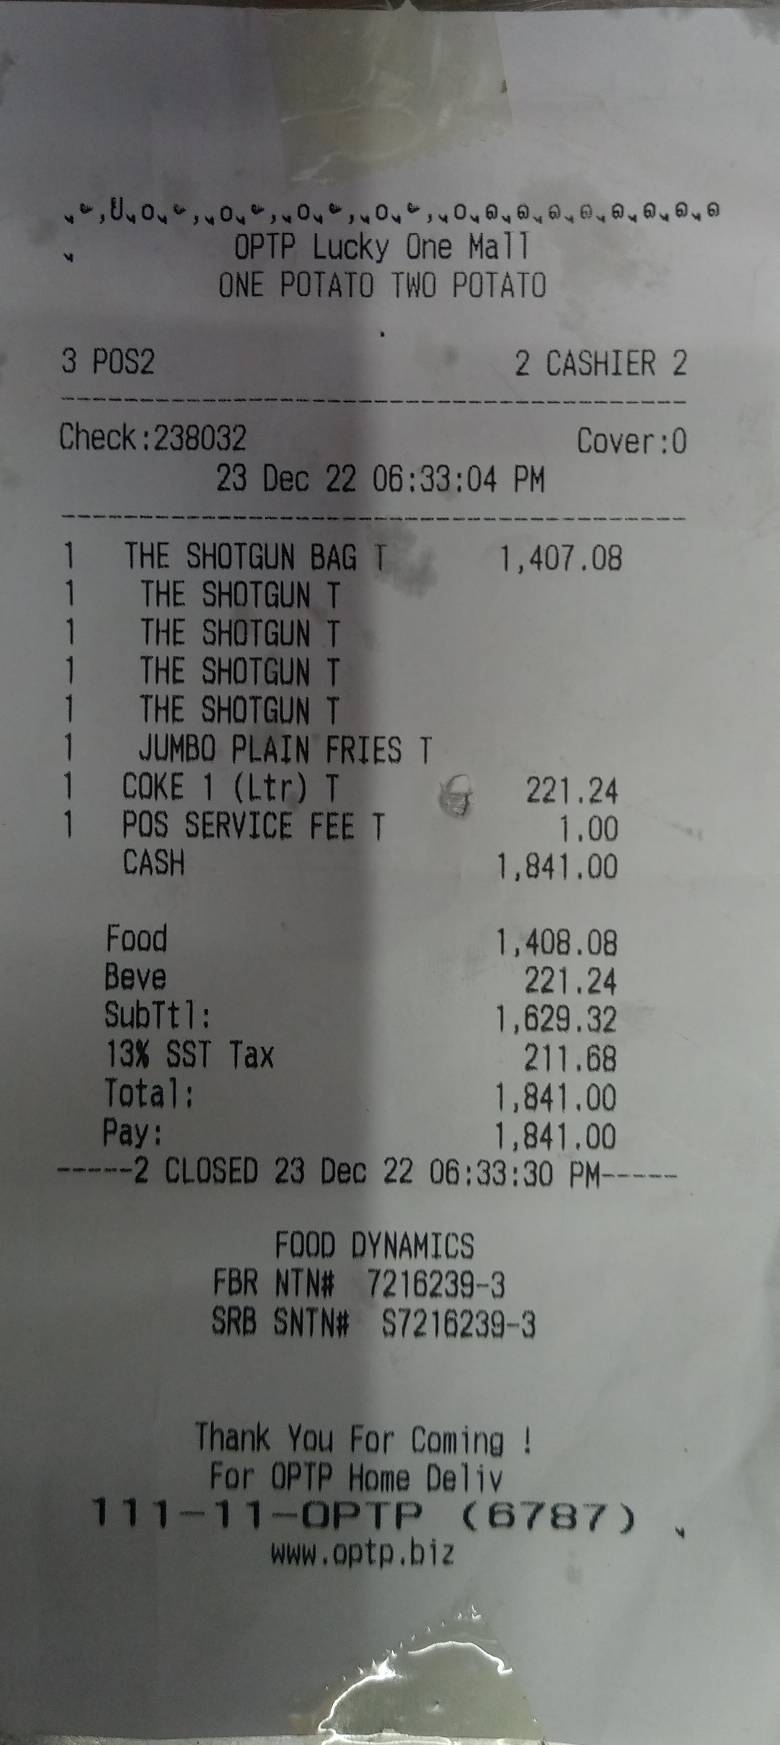 OPTP Lucky One Mall
ONE POTATO TWO POTATO
3 POS2 2 CASHIER 2
----------------------------------------
Check:238032 Cover:0
23 Dec 22 06:33:04 PM
----------------------------------------
1 THE SHOTGUN BAG T 1,407.08
1 THE SHOTGUN T
1 THE SHOTGUN T
1 THE SHOTGUN T
1 THE SHOTGUN T
1 JUMBO PLAIN FRIES T
1 COKE 1 (Ltr) T 221.24
1 POS SERVICE FEE T 1.00
CASH 1,841.00
Food 1,408.08
Beve 221.24
SubTtl: 1,629.32
13% SST Tax 211.68
Total: 1,841.00
Pay: 1,841.00
-----2 CLOSED 23 Dec 22 06:33:30 PM-----
FOOD DYNAMICS
FBR NTN# 7216239-3
SRB SNTN# S7216239-3
Thank You For Coming !
For OPTP Home Deliv
111-11-OPTP (6787)
www.optp.biz